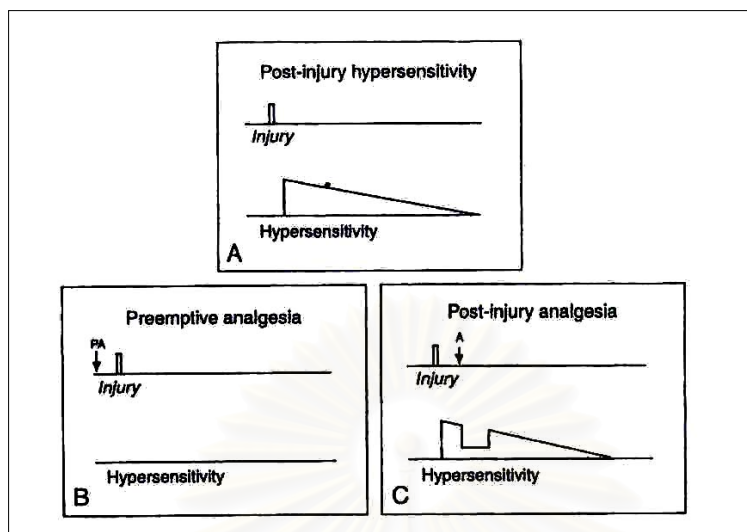 Post-injury hypersensitivity
Injury
Hypersensitivity
A
Preemptive analgesia
PA
Injury
Hypersensitivity
B
Post-injury analgesia
A
Injury
Hypersensitivity
C